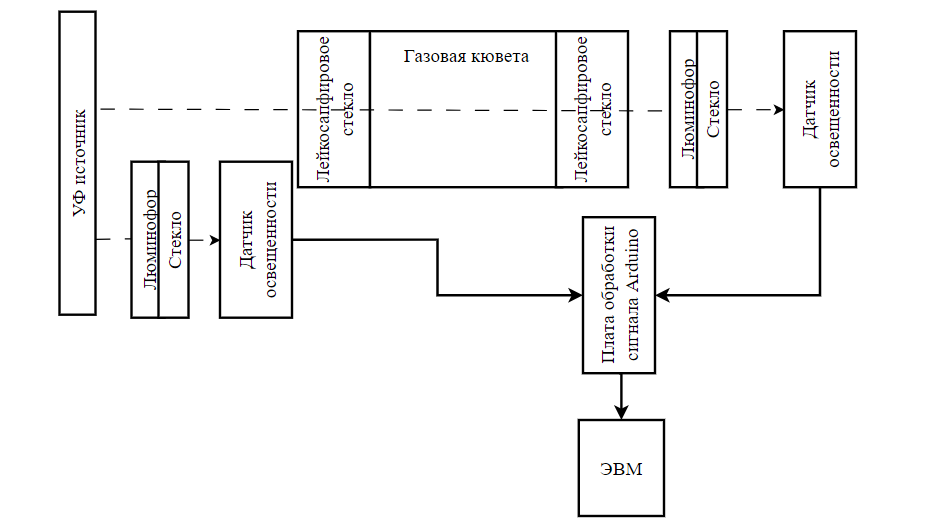 УФ источник
Люминофор
Стекло
Датчик
освещенности
Лейкосапфировое
стекло
Газовая кювета
Лейкосапфировое
стекло
Люминофор
Стекло
Датчик
освещенности
Плата обработки
сигнала Arduino
ЭВМ